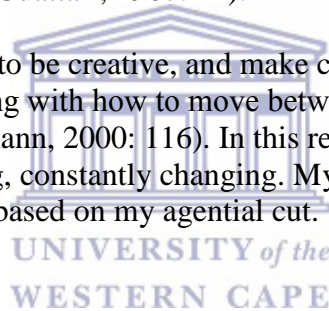 to be creative, and make c
ng with how to move betw
ann, 2000: 116). In this re
g, constantly changing. My
based on my agential cut.
UNIVERSITY of the
WESTERN CAPE